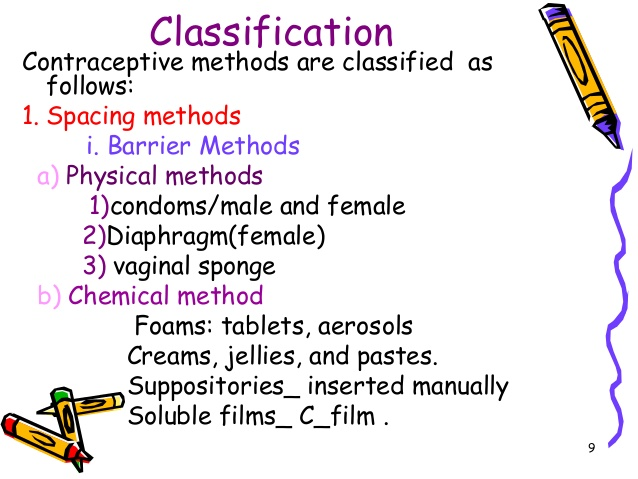 Classification
Contraceptive methods are classified as
follows:
1. Spacing methods
i. Barrier Methods
a) Physical methods
1)condoms/male and female
2)Diaphragm(female)
3) vaginal sponge
b) Chemical method
Foams: tablets, aerosols
Creams, jellies, and pastes.
Suppositories_ inserted manually
Soluble films_ C_film .
9